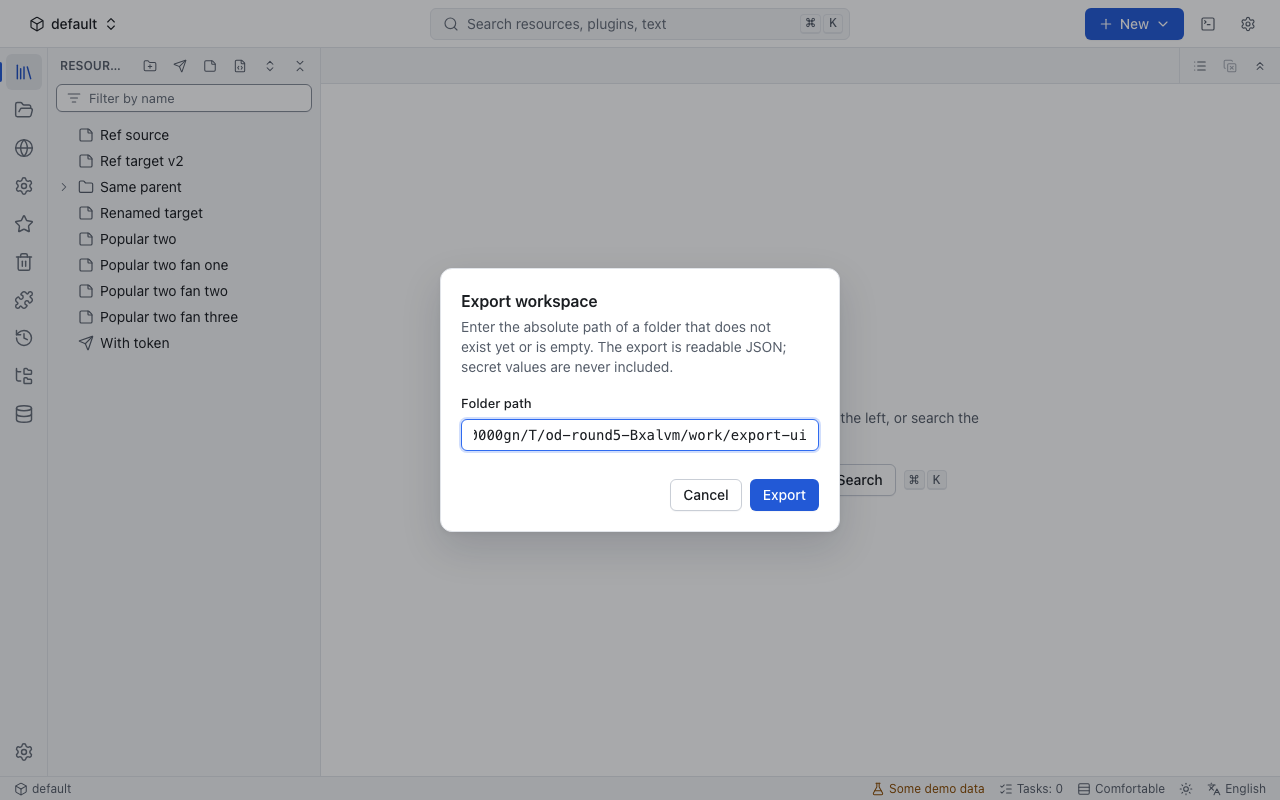 default
Search resources, plugins, text
⌘ K
New
RESOUR...
Filter by name
Ref source
Ref target v2
Same parent
Renamed target
Popular two
Popular two fan one
Popular two fan two
Popular two fan three
With token
the left, or search the
Search
⌘ K
Export workspace
Enter the absolute path of a folder that does not
exist yet or is empty. The export is readable JSON;
secret values are never included.
Folder path
000gn/T/od-round5-Bxalvm/work/export-ui
Cancel
Export
default
Some demo data
Tasks: 0
Comfortable
English